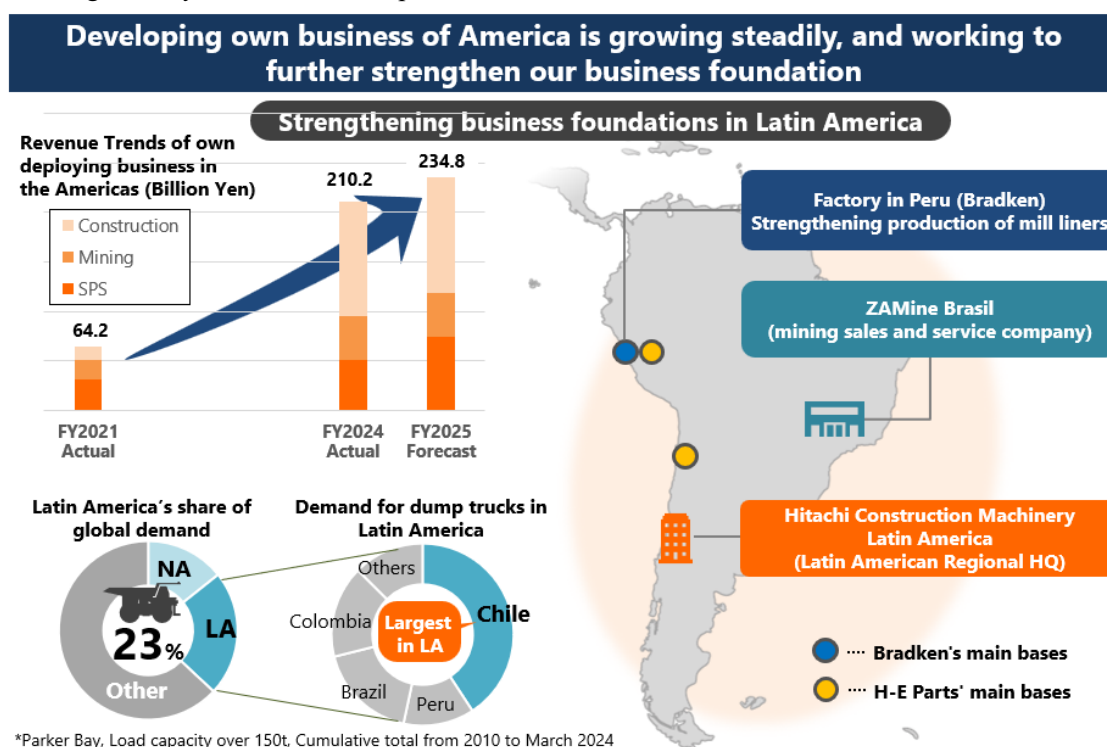 Developing own business of America is growing steadily, and working to
further strengthen our business foundation
Strengthening business foundations in Latin America
Revenue Trends of own
deploying business in
the Americas (Billion Yen)
Construction
Mining
SPS
64.2
210.2
234.8
FY2021
Actual
FY2024
Actual
FY2025
Forecast
Factory in Peru (Bradken)
Strengthening production of mill liners
ZAMine Brasil
(mining sales and service company)
Hitachi Construction Machinery
Latin America
(Latin American Regional HQ)
Latin America’s share of
global demand
NA
LA
23%
Other
Demand for dump trucks in
Latin America
Others
Colombia
Chile
Largest
in LA
Brazil
Peru
Bradken's main bases
H-E Parts' main bases
*Parker Bay, Load capacity over 150t, Cumulative total from 2010 to March 2024